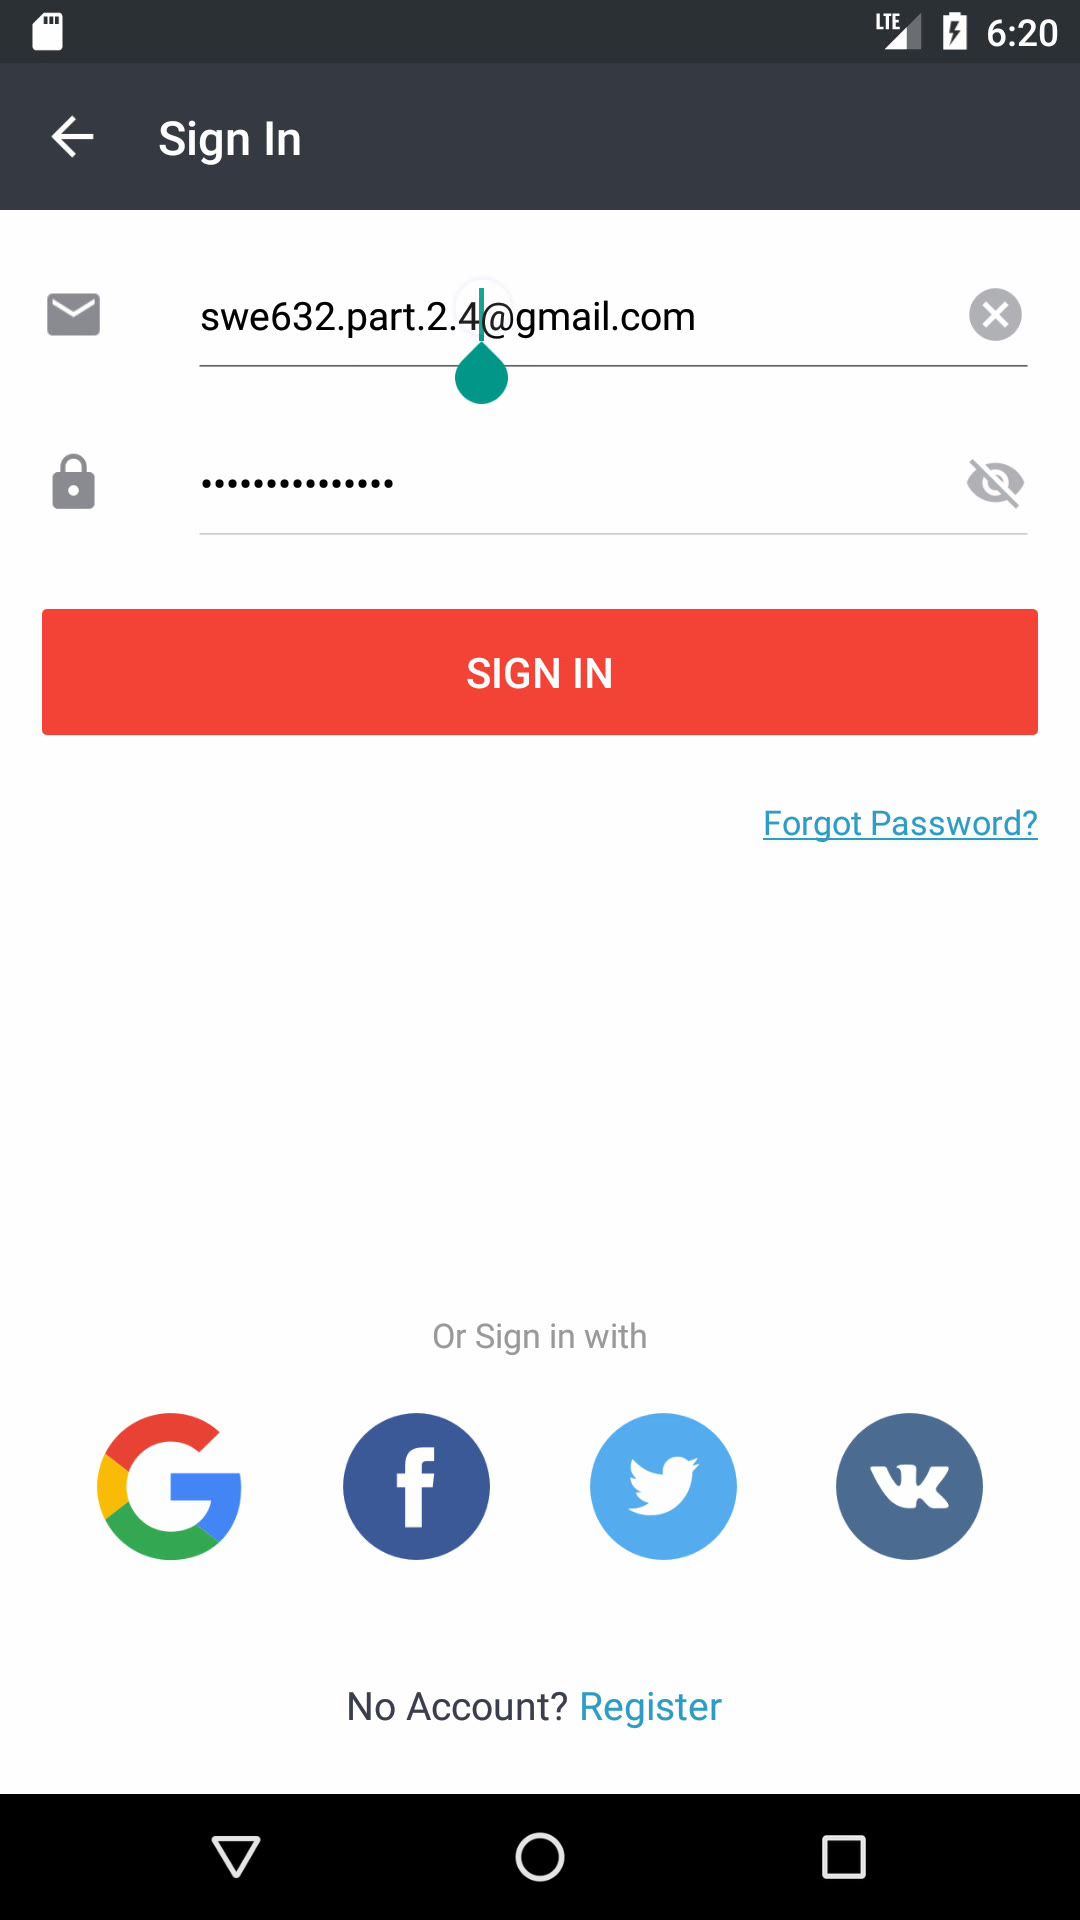 LTE 6:20
Sign In
swe632.part.2.4@gmail.com
•••••••••••••••
SIGN IN
Forgot Password?
Or Sign in with
No Account? Register